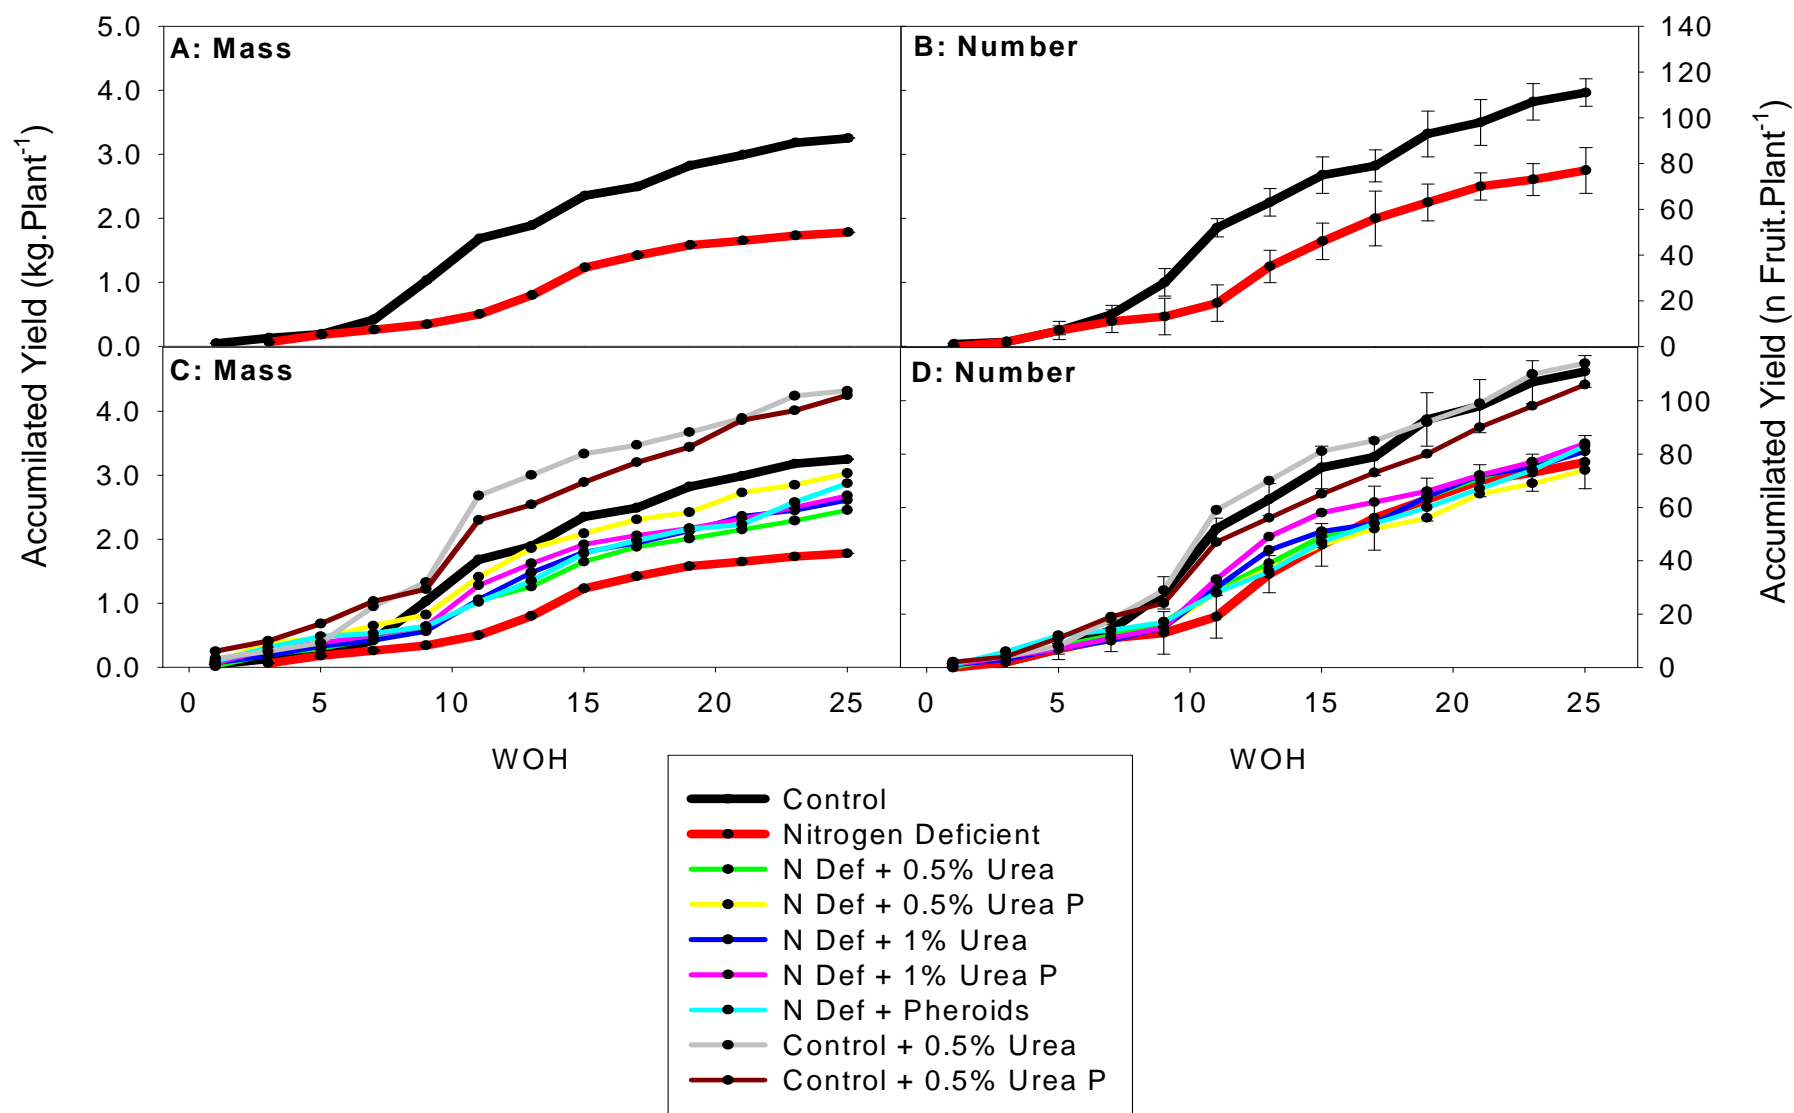 A: Mass
B: Number
5.0
4.0
3.0
2.0
1.0
0.0
140
120
100
80
60
40
20
0
C: Mass
D: Number
4.0
3.0
2.0
1.0
0.0
100
80
60
40
20
0
Accumilated Yield (kg.Plant-1)
Accumulated Yield (n Fruit.Plant-1)
0 5 10 15 20 25
0 5 10 15 20 25
WOH
WOH
Control
Nitrogen Deficient
N Def + 0.5% Urea
N Def + 0.5% Urea P
N Def + 1% Urea
N Def + 1% Urea P
N Def + Pheroids
Control + 0.5% Urea
Control + 0.5% Urea P